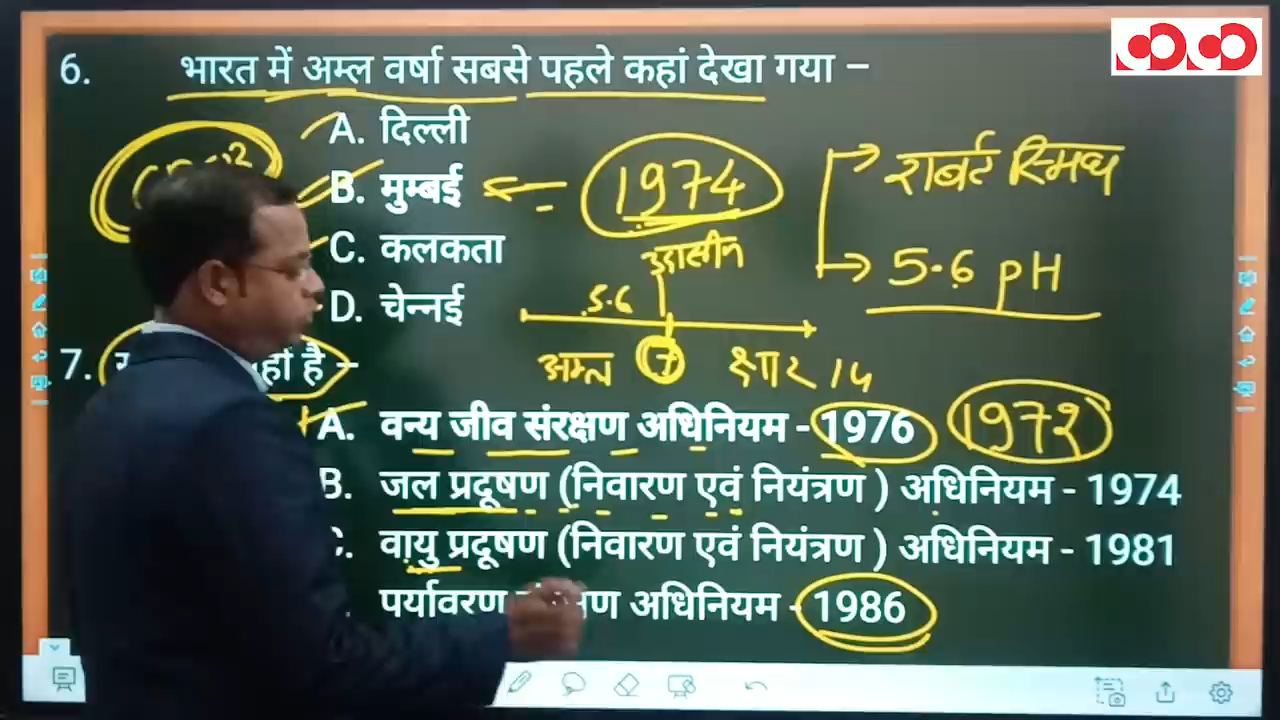 6. भारत में अम्ल वर्षा सबसे पहले कहां देखा गया –
A. दिल्ली
B. मुम्बई
1974
राबर्ट स्मिथ
C. कलकता
उदासीन
5.6 pH
D. चेन्नई
5.6
अम्ल 7 क्षार 14
7. हीं है –
A. वन्य जीव संरक्षण अधिनियम - 1976 1972
B. जल प्रदूषण (निवारण एवं नियंत्रण ) अधिनियम - 1974
वायु प्रदूषण (निवारण एवं नियंत्रण ) अधिनियम - 1981
पर्यावरण अधिनियम - 1986